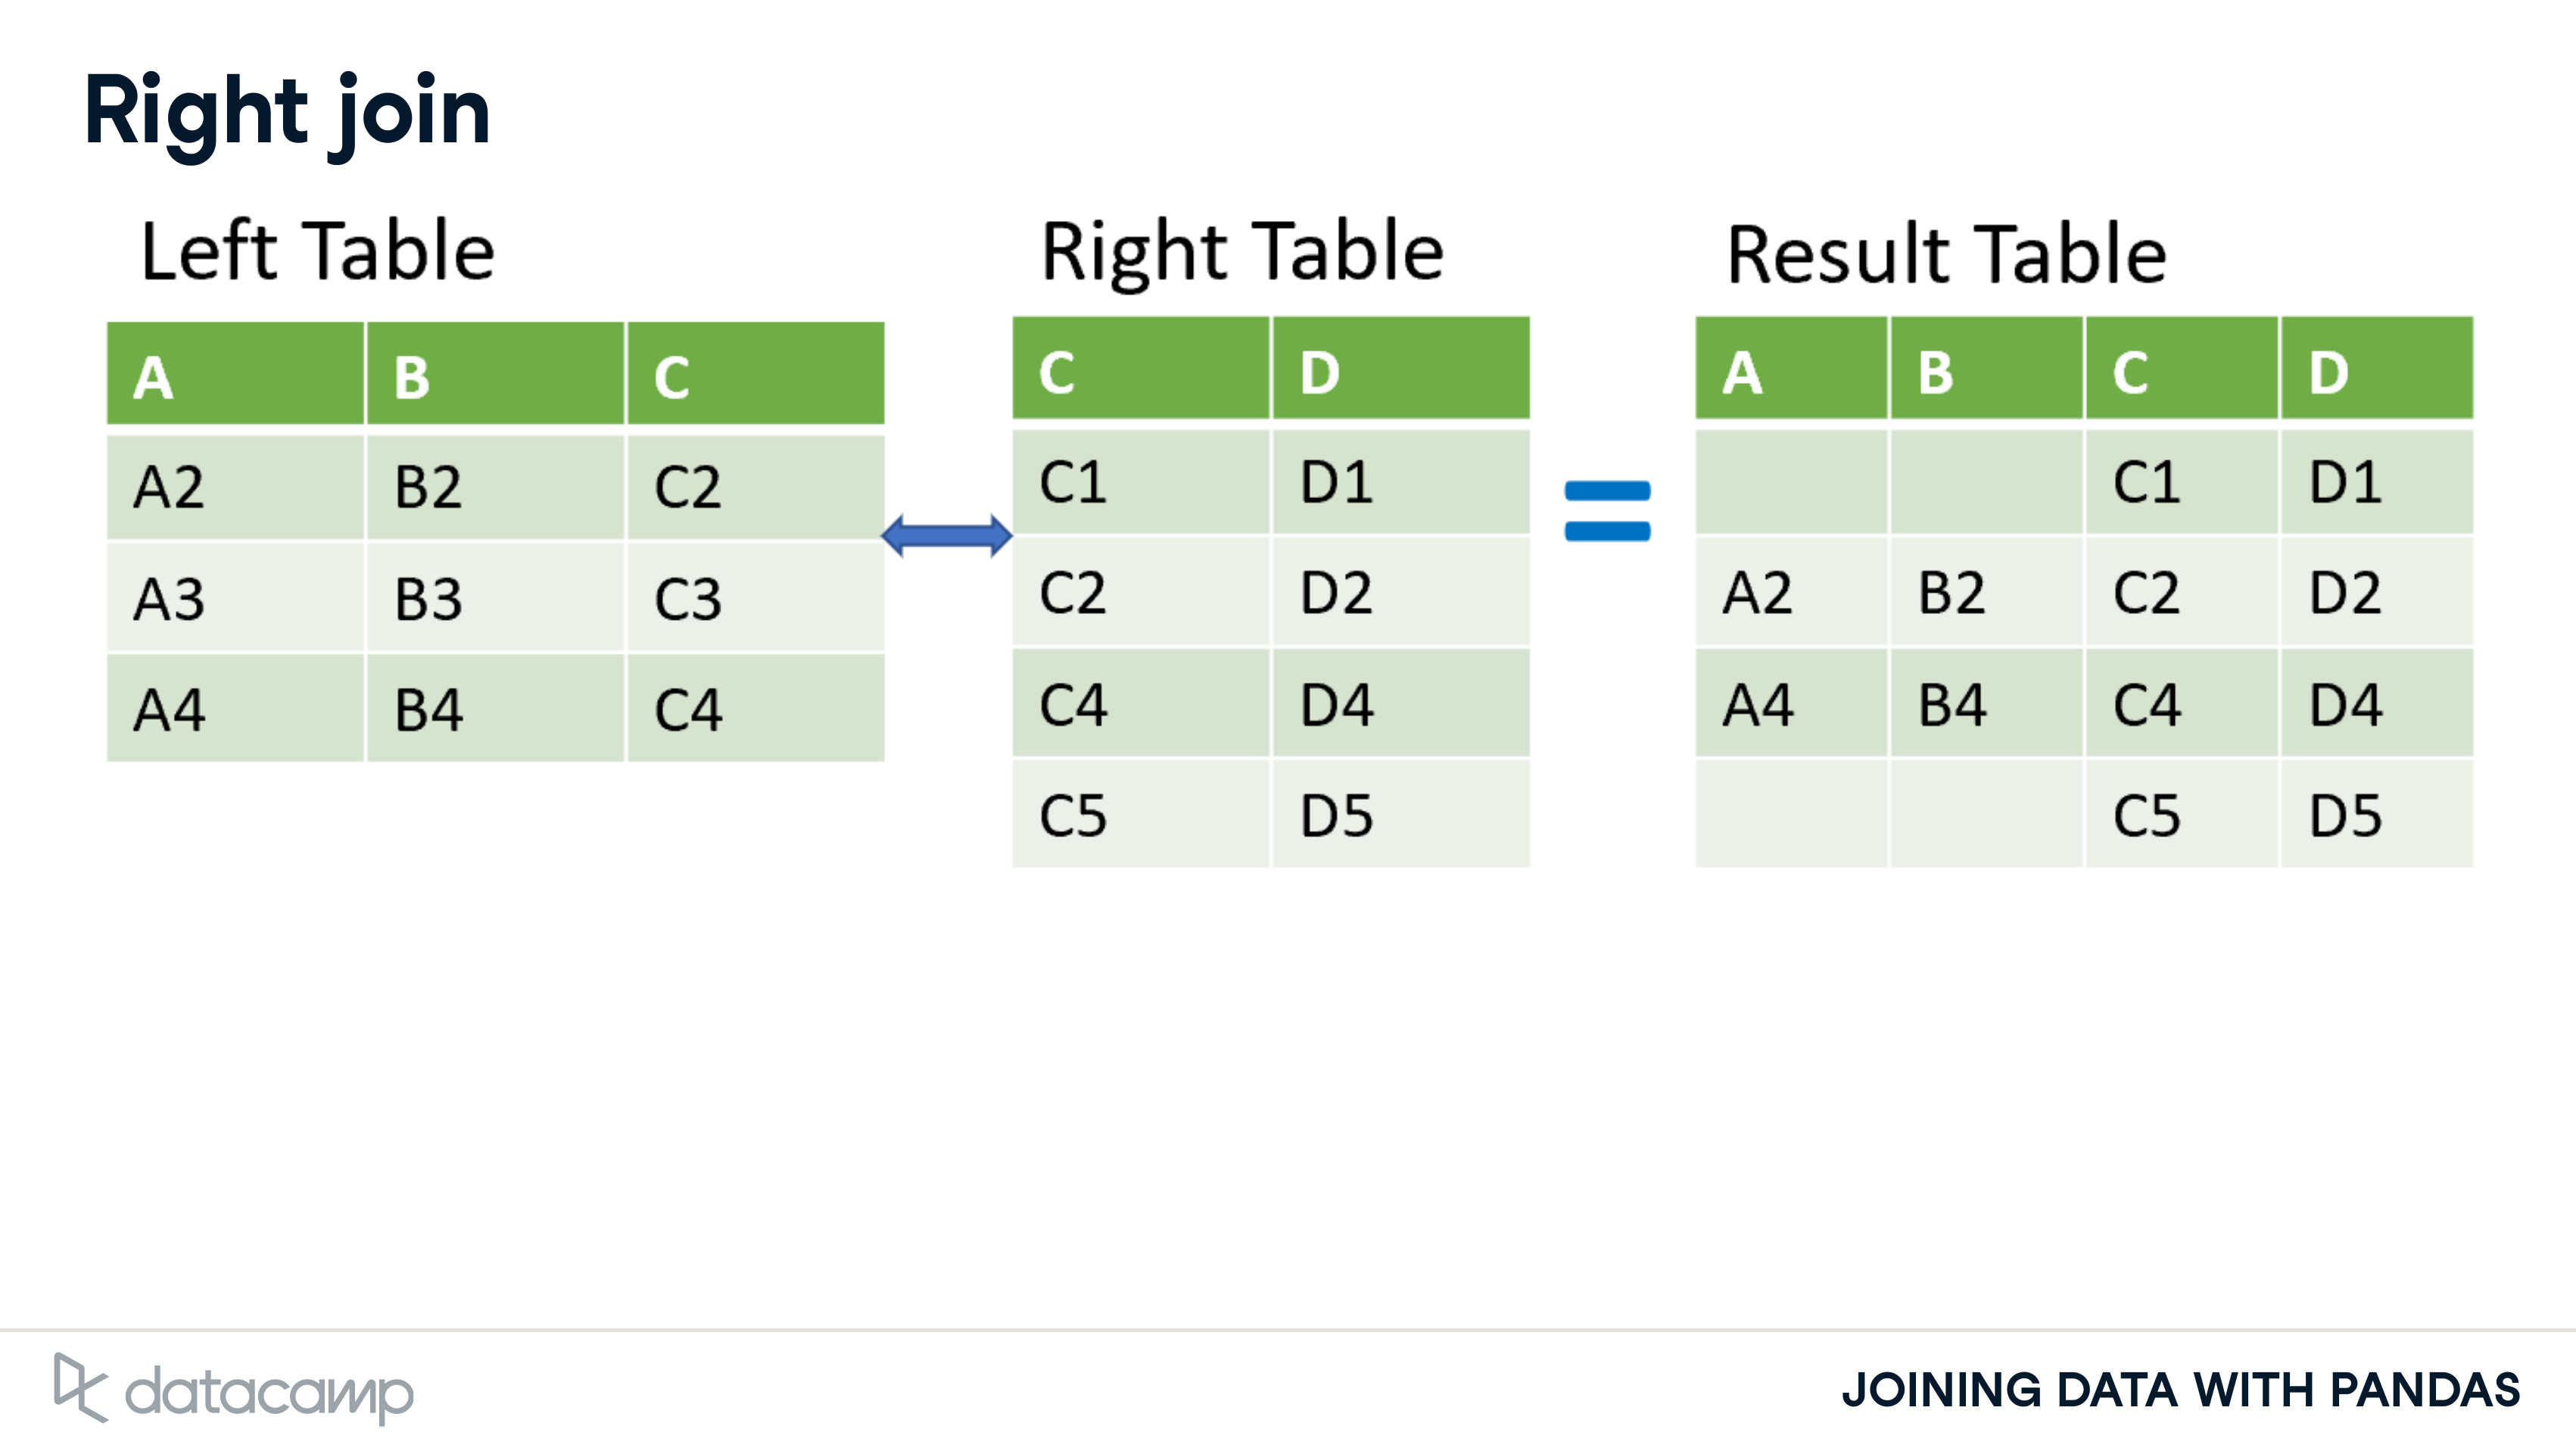 Right join
Left Table
A B C
A2 B2 C2
A3 B3 C3
A4 B4 C4
Right Table
C D
C1 D1
C2 D2
C4 D4
C5 D5
=
Result Table
A B C D
C1 D1
A2 B2 C2 D2
A4 B4 C4 D4
C5 D5
datacamp
JOINING DATA WITH PANDAS